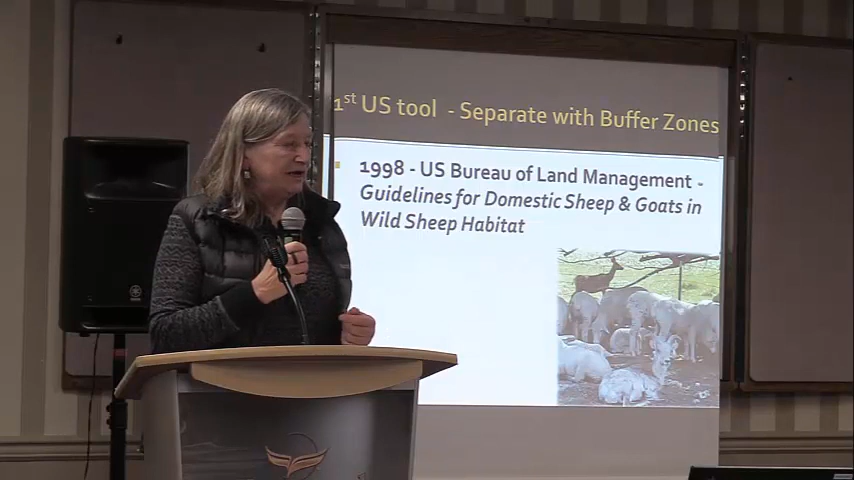 1st US tool - Separate with Buffer Zones
1998 - US Bureau of Land Management -
Guidelines for Domestic Sheep & Goats in
Wild Sheep Habitat